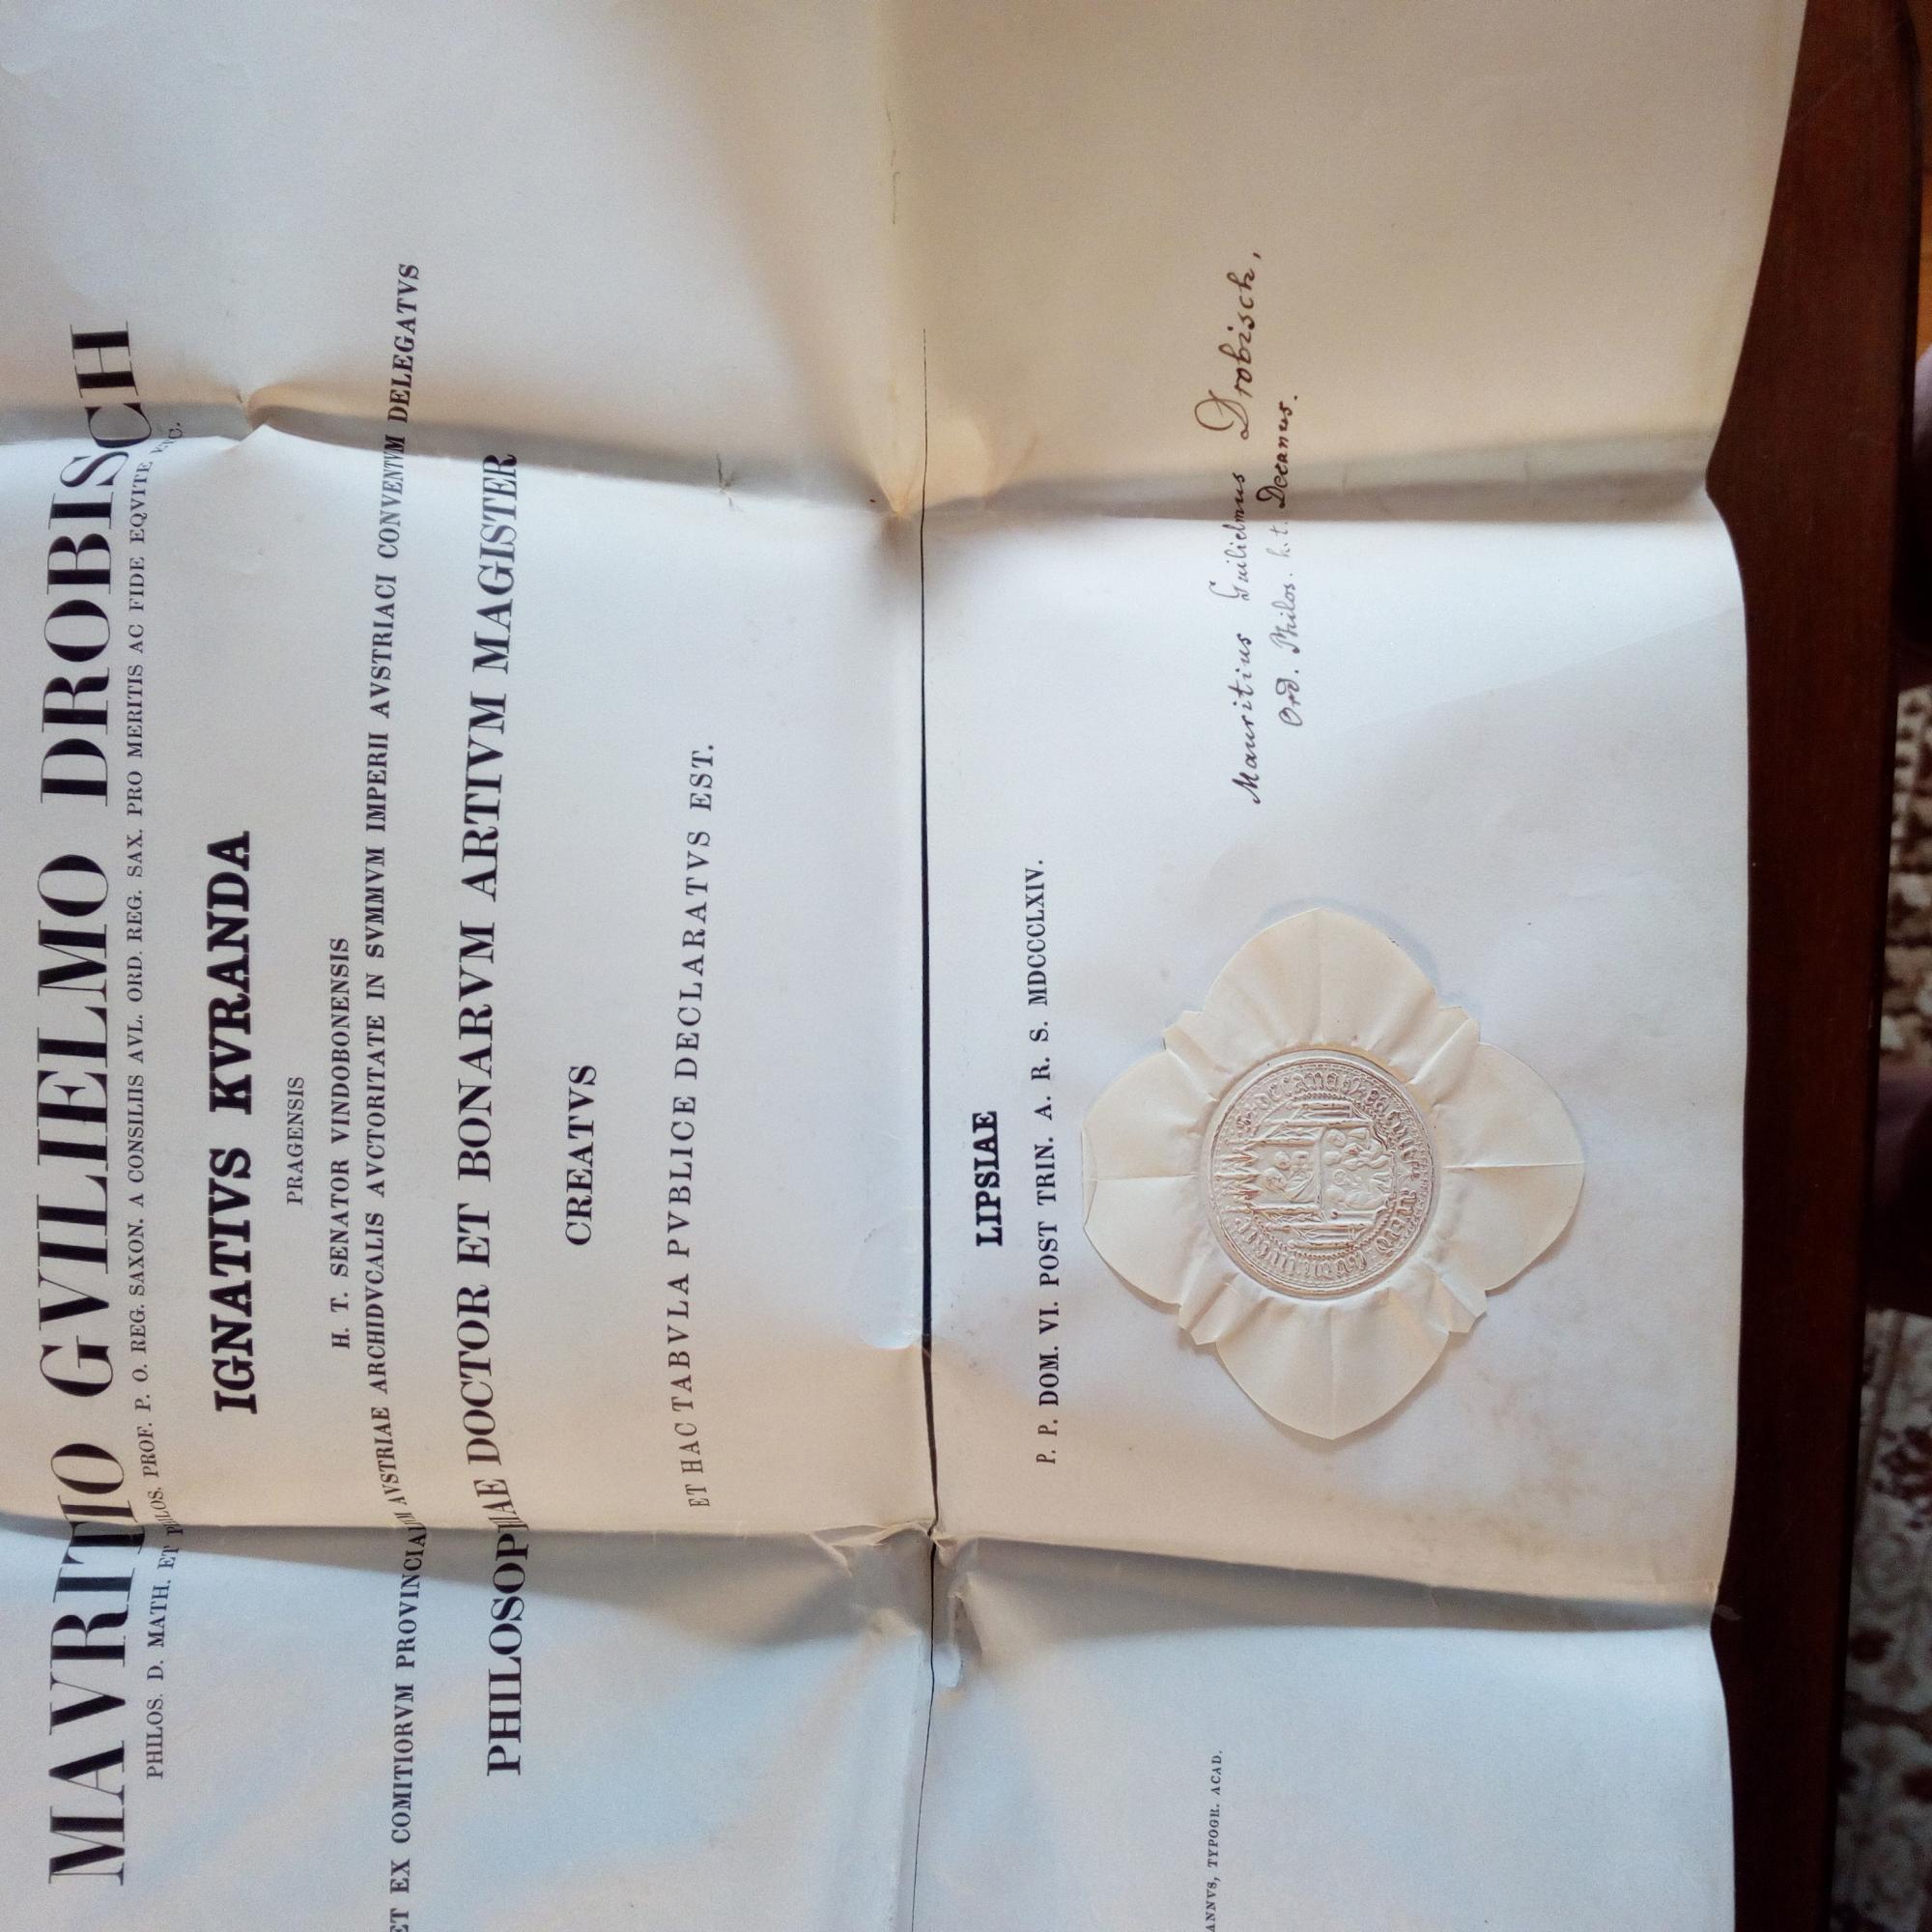 MAVRITIO GVILIELMO DROBISCH
PHILOS. D. MATH. ET PHILOS. PROF. P. O. REG. SAXON. A CONSILIIS AVL. ORD. REG. SAX. PRO MERITIS AC FIDE EQVITE ETC.
IGNATIVS KVRANDA
PRAGENSIS
H. T. SENATOR VINDOBONENSIS
ET EX COMITIORVM PROVINCIALIVM AVSTRIAE ARCHIDVCALIS AVCTORITATE IN SVMMVM IMPERII AVSTRIACI CONVENTVM DELEGATVS
PHILOSOPHIAE DOCTOR ET BONARVM ARTIVM MAGISTER
CREATVS
ET HAC TABVLA PVBLICE DECLARATVS EST.
LIPSIAE
P. P. DOM. VI. POST TRIN. A. R. S. MDCCCLXIV.
Mauritius Guilielmus Drobisch,
Ord. Philos. h. t. Decanus.
ANNVS, TYPOGR. ACAD.